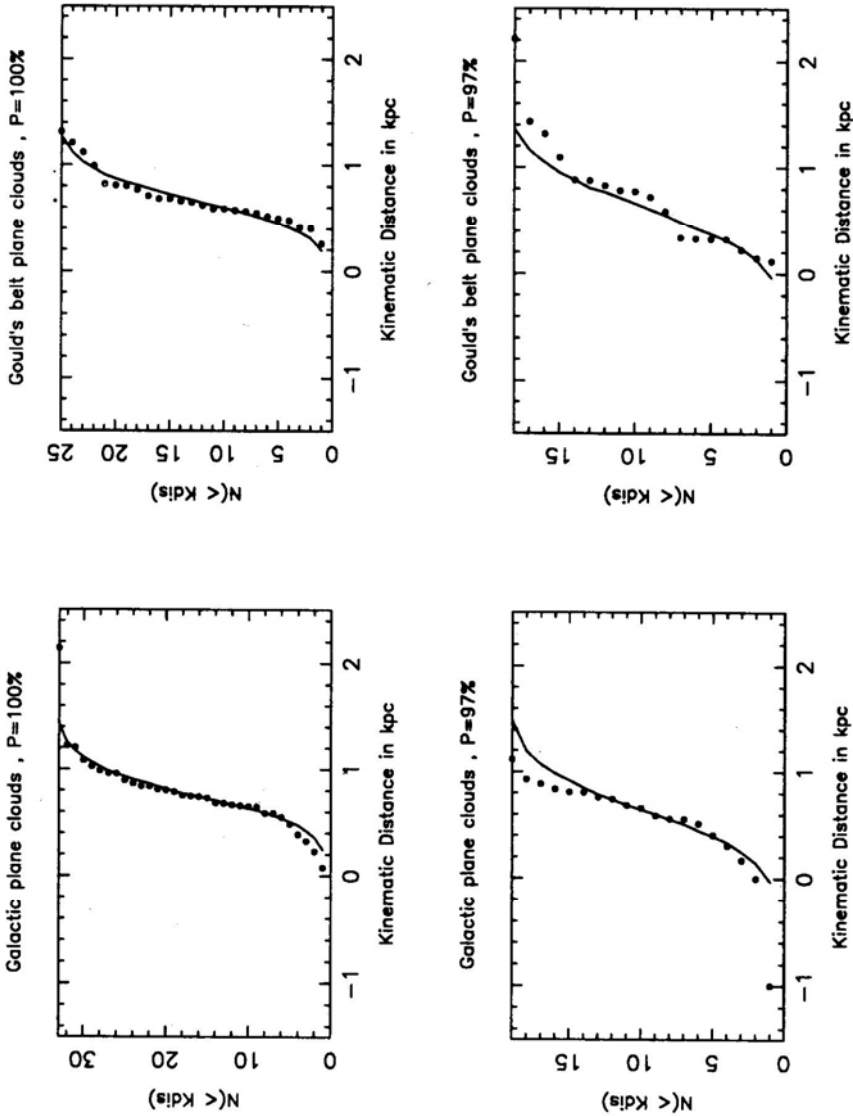 Galactic plane clouds , P=100%
N(< Kdis)
30
20
10
0
-1 0 1 2
Kinematic Distance in kpc
Gould's belt plane clouds , P=100%
N(< Kdis)
25
20
15
10
5
0
-1 0 1 2
Kinematic Distance in kpc
Galactic plane clouds , P=97%
N(< Kdis)
15
10
5
0
-1 0 1 2
Kinematic Distance in kpc
Gould's belt plane clouds , P=97%
N(< Kdis)
15
10
5
0
-1 0 1 2
Kinematic Distance in kpc